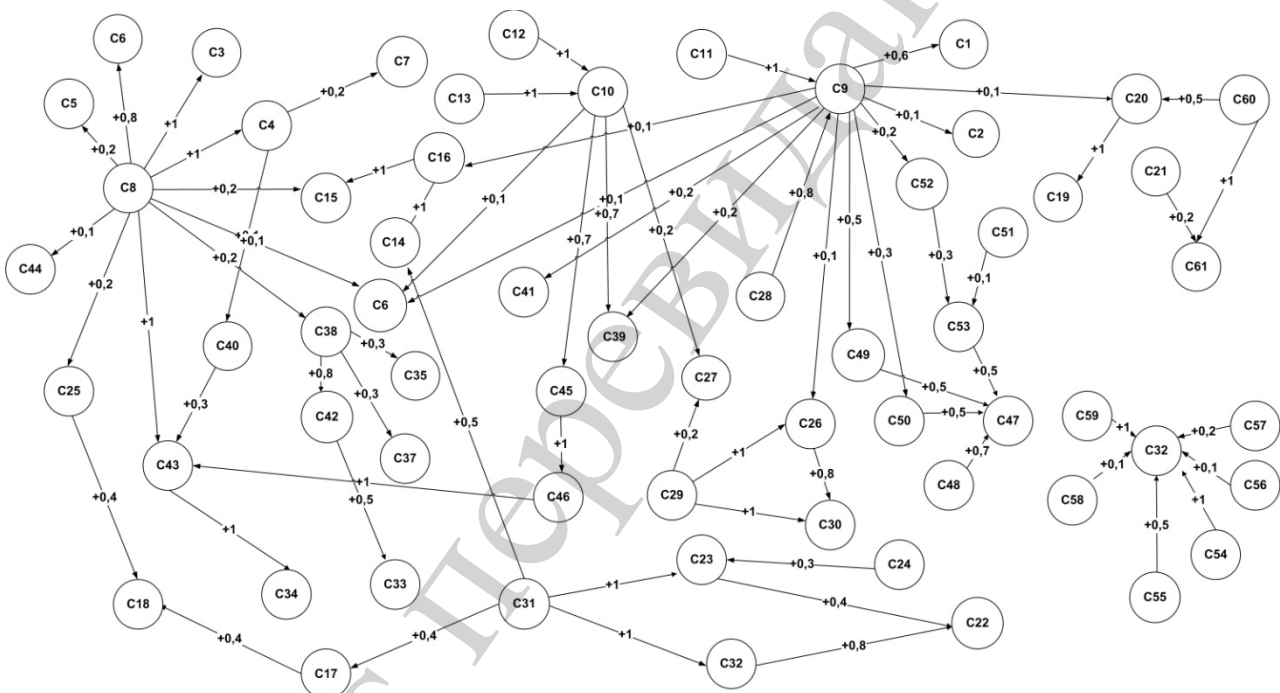 C6
C3
C7
C5
+0,8
+1
+0,2
C4
+0,2
+1
C8
+0,2
C15
+1
C16
+1
C14
+0,1
C44
+0,2
+0,1
+0,2
+1
C6
C38
C40
+0,3
C35
C25
+0,8
+0,3
C42
+0,3
C37
C43
+0,4
+0,5
+1
C34
C33
C18
+0,4
C17
C12
+1
C13
+1
C10
+0,1
+0,1
+0,7
+0,7
+0,2
C41
C39
C45
+1
C46
+1
C27
+0,2
C29
+1
+1
+0,5
C31
+0,4
+1
+1
C23
+0,3
C24
+0,4
C22
C32
+0,8
C11
+1
C9
+0,6
C1
+0,1
C20
+0,5
C60
+0,1
C2
+0,2
C52
+0,1
+0,2
+0,2
+0,8
C28
+0,1
+0,5
+0,3
+1
C19
C21
+0,2
+1
C61
C51
+0,3
+0,1
C53
+0,5
C49
+0,5
C50
+0,5
C47
+0,7
C48
C26
+0,8
C30
C59
+1
C32
+0,2
C57
+0,1
C58
+0,1
C56
+1
C54
+0,5
C55
перевидан